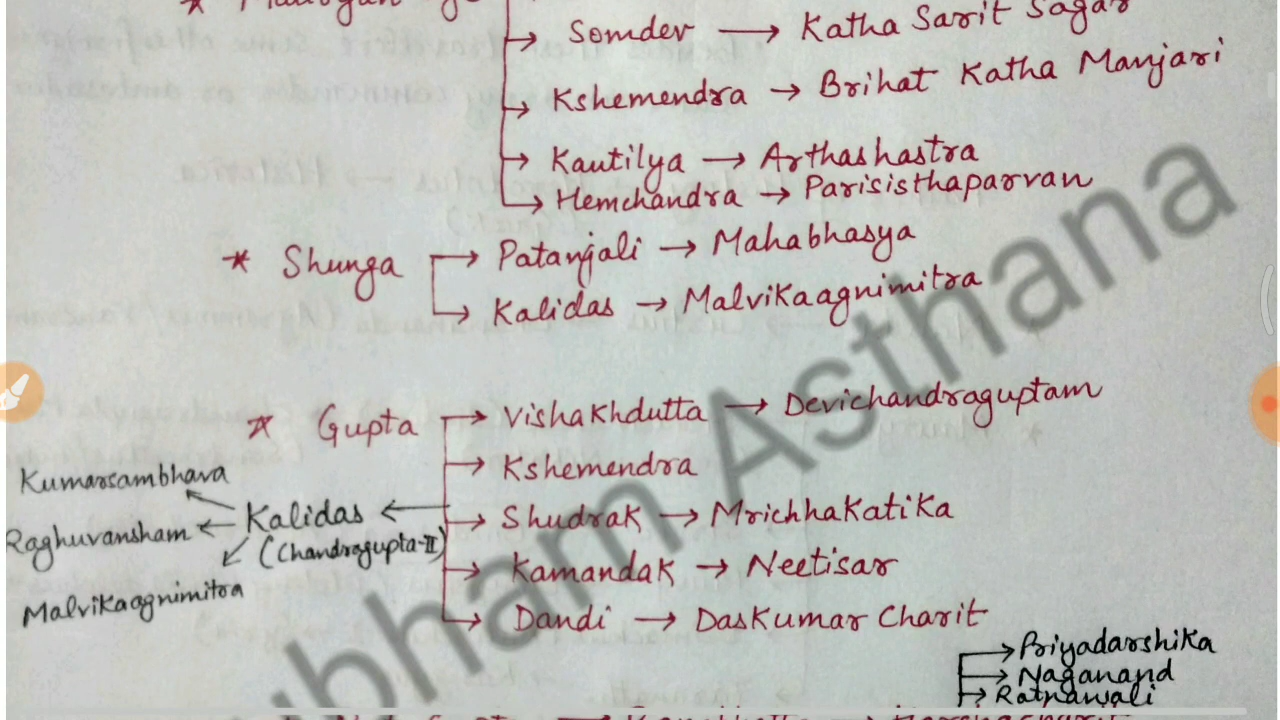 Somdev → Katha Sarit Sagar
Kshemendra → Brihat Katha Manjari
Kautilya → Arthashastra
Hemchandra → Parisisthaparvan
* Shunga → Patanjali → Mahabhasya
→ Kalidas → Malvikaagnimitra
* Gupta → Vishakhdutta → Devichandraguptam
→ Kshemendra
Kumarsambhava
Raghuvansham ← Kalidas ←
(Chandragupta-II)
Malvikaagnimitra
→ Shudrak → Mrichhakatika
→ Kamandak → Neetisar
→ Dandi → Daskumar Charit
→ Priyadarshika
→ Naganand
→ Ratnawali
bham Asthana